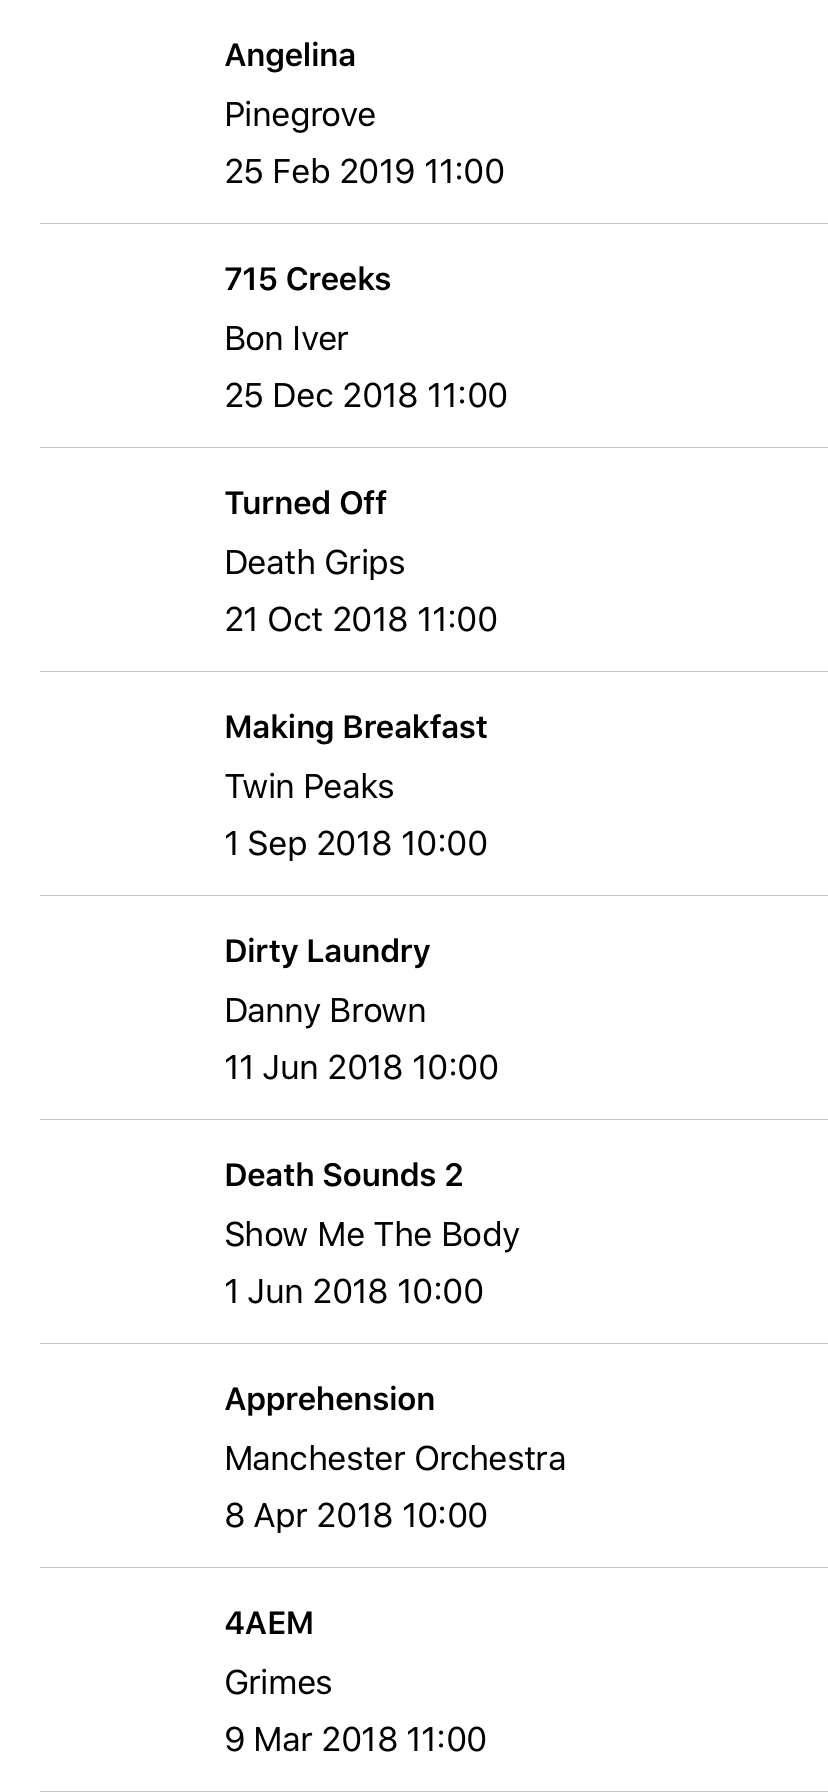 Angelina
Pinegrove
25 Feb 2019 11:00
715 Creeks
Bon Iver
25 Dec 2018 11:00
Turned Off
Death Grips
21 Oct 2018 11:00
Making Breakfast
Twin Peaks
1 Sep 2018 10:00
Dirty Laundry
Danny Brown
11 Jun 2018 10:00
Death Sounds 2
Show Me The Body
1 Jun 2018 10:00
Apprehension
Manchester Orchestra
8 Apr 2018 10:00
4AEM
Grimes
9 Mar 2018 11:00